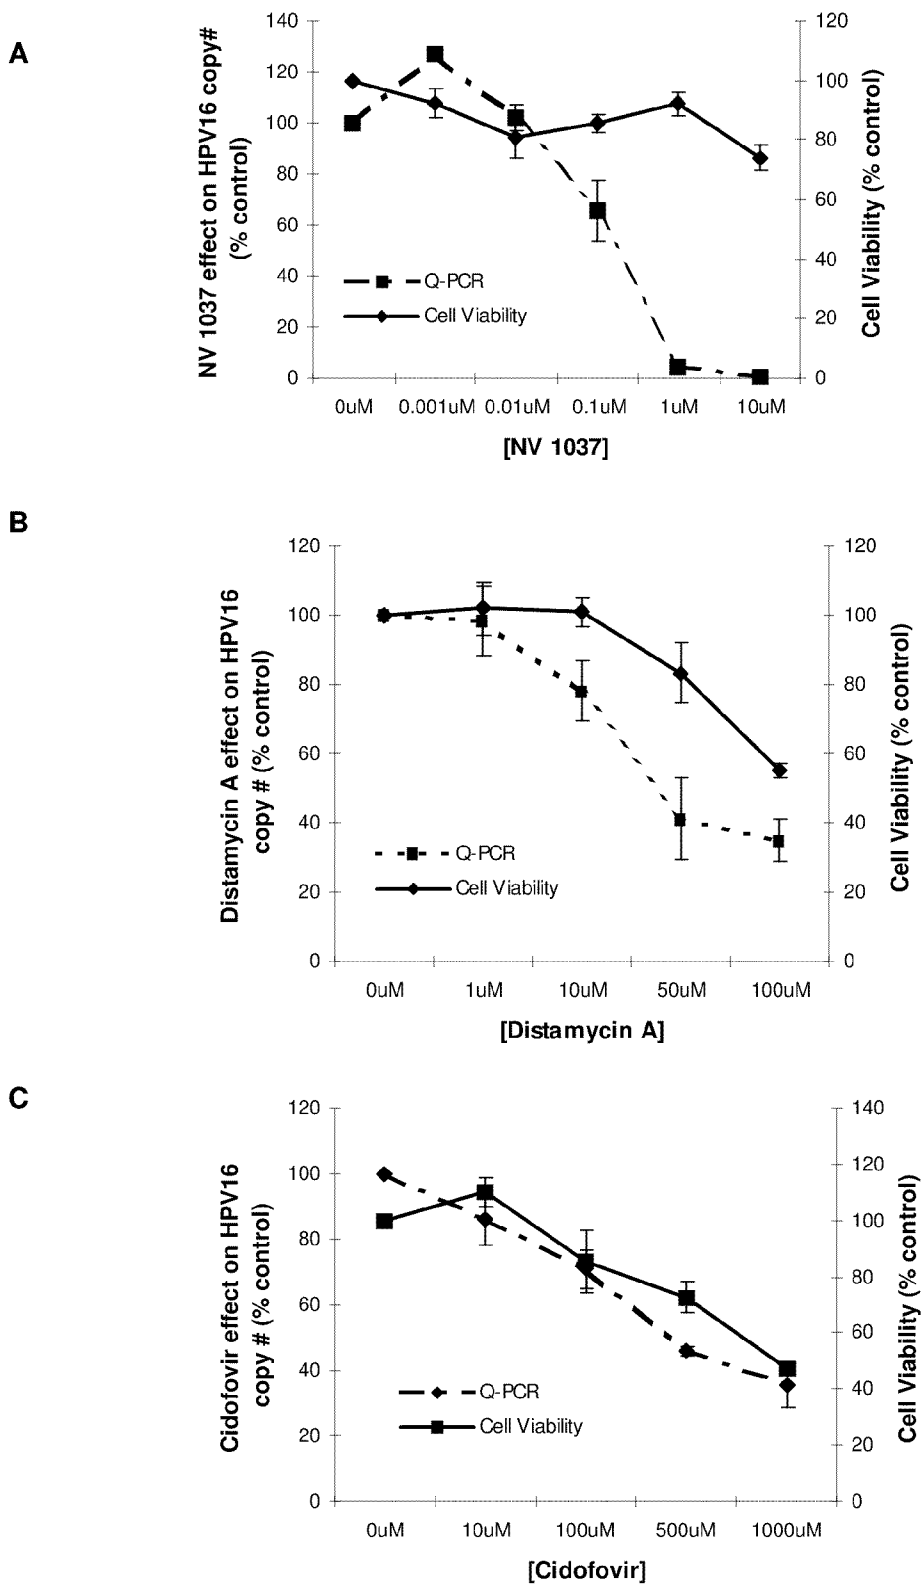 A
NV 1037 effect on HPV16 copy#
(% control)
140
120
100
80
60
40
20
0
120
100
80
60
40
20
0
Cell Viability (% control)
Q-PCR
Cell Viability
0uM 0.001uM 0.01uM 0.1uM 1uM 10uM
[NV 1037]
B
Distamycin A effect on HPV16
copy # (% control)
120
100
80
60
40
20
0
120
100
80
60
40
20
0
Cell Viability (% control)
Q-PCR
Cell Viability
0uM 1uM 10uM 50uM 100uM
[Distamycin A]
C
Cidofovir effect on HPV16
copy # (% control)
120
100
80
60
40
20
0
140
120
100
80
60
40
20
0
Cell Viability (% control)
Q-PCR
Cell Viability
0uM 10uM 100uM 500uM 1000uM
[Cidofovir]